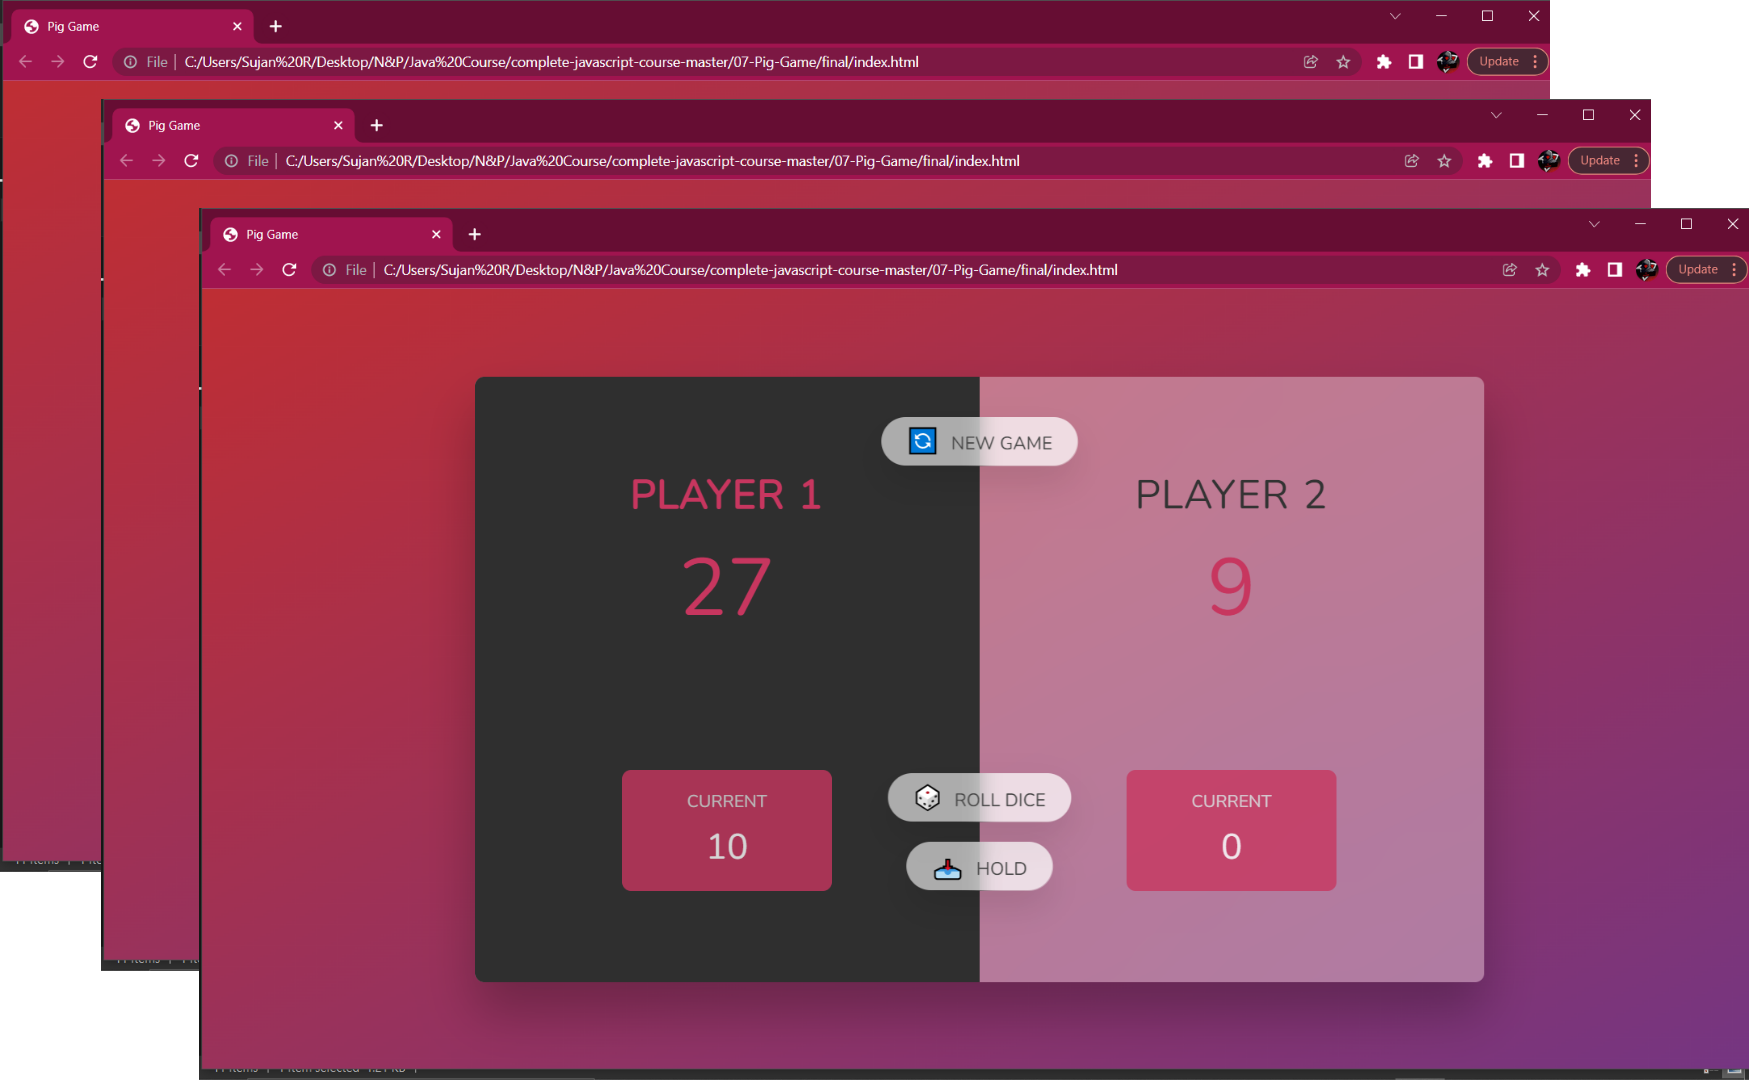 Pig Game
File | C:/Users/Sujan%20R/Desktop/N&P/Java%20Course/complete-javascript-course-master/07-Pig-Game/final/index.html
Update
Pig Game
File | C:/Users/Sujan%20R/Desktop/N&P/Java%20Course/complete-javascript-course-master/07-Pig-Game/final/index.html
Update
Pig Game
File | C:/Users/Sujan%20R/Desktop/N&P/Java%20Course/complete-javascript-course-master/07-Pig-Game/final/index.html
Update
NEW GAME
PLAYER 1
PLAYER 2
27
9
CURRENT
10
ROLL DICE
HOLD
CURRENT
0